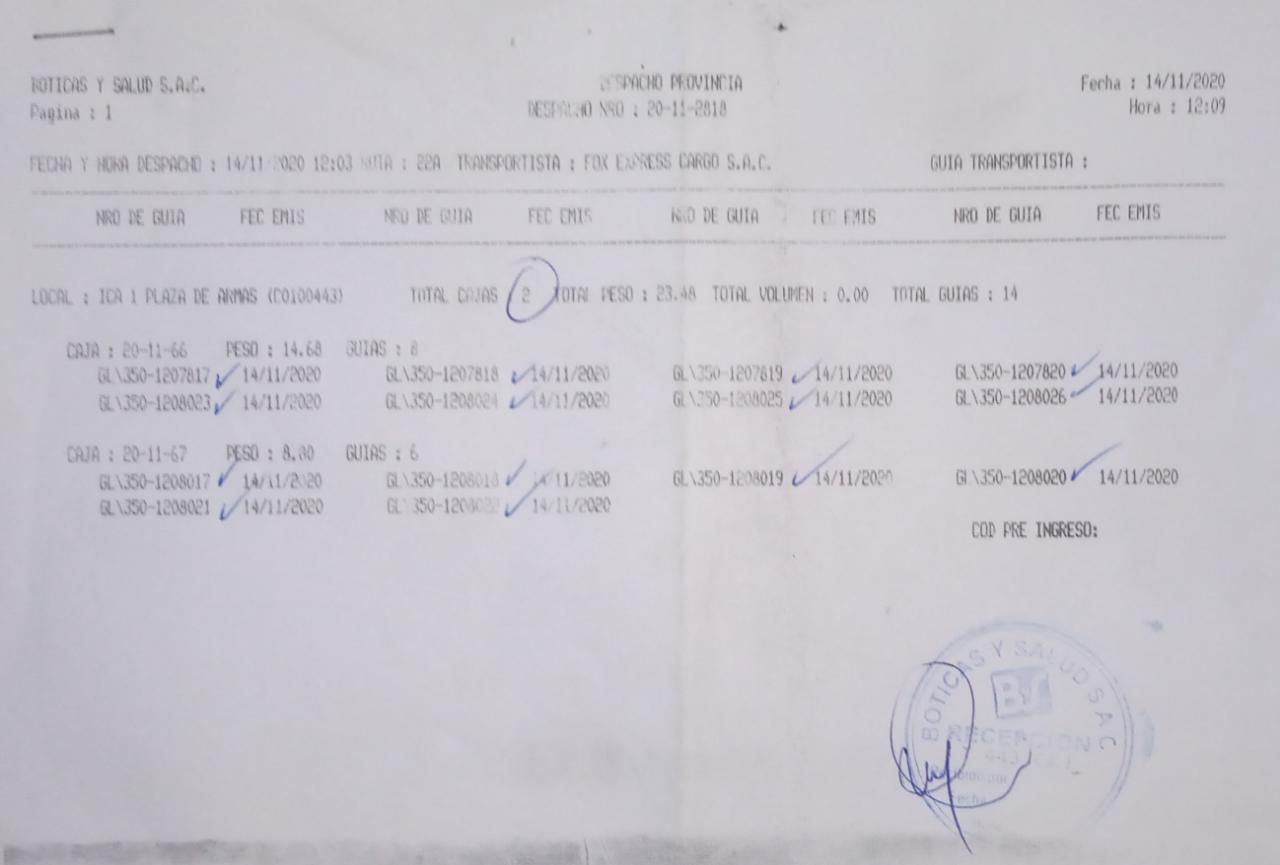 BOTICAS Y SALUD S.A.C. DESPACHO PROVINCIA Fecha : 14/11/2020
Pagina : 1 DESPACHO NRO : 20-11-2818 Hora : 12:09
FECHA Y HORA DESPACHO : 14/11/2020 12:03 RUTA : 22A TRANSPORTISTA : FOX EXPRESS CARGO S.A.C. GUIA TRANSPORTISTA :
NRO DE GUIA FEC EMIS NRO DE GUIA FEC EMIS NRO DE GUIA FEC EMIS NRO DE GUIA FEC EMIS
LOCAL : ICA 1 PLAZA DE ARMAS (C0100443) TOTAL CAJAS 2 TOTAL PESO : 23.48 TOTAL VOLUMEN : 0.00 TOTAL GUIAS : 14
CAJA : 20-11-66 PESO : 14.68 GUIAS : 8
GL\350-1207817 14/11/2020 GL\350-1207818 14/11/2020 GL\350-1207819 14/11/2020 GL\350-1207820 14/11/2020
GL\350-1208023 14/11/2020 GL\350-1208024 14/11/2020 GL\350-1208025 14/11/2020 GL\350-1208026 14/11/2020
CAJA : 20-11-67 PESO : 8.80 GUIAS : 6
GL\350-1208017 14/11/2020 GL\350-1208018 14/11/2020 GL\350-1208019 14/11/2020 GL\350-1208020 14/11/2020
GL\350-1208021 14/11/2020 14/11/2020
COD PRE INGRESO:
BOTICAS Y SALUD S A C
BS
RECEPCION
443
Recibido por
Fecha